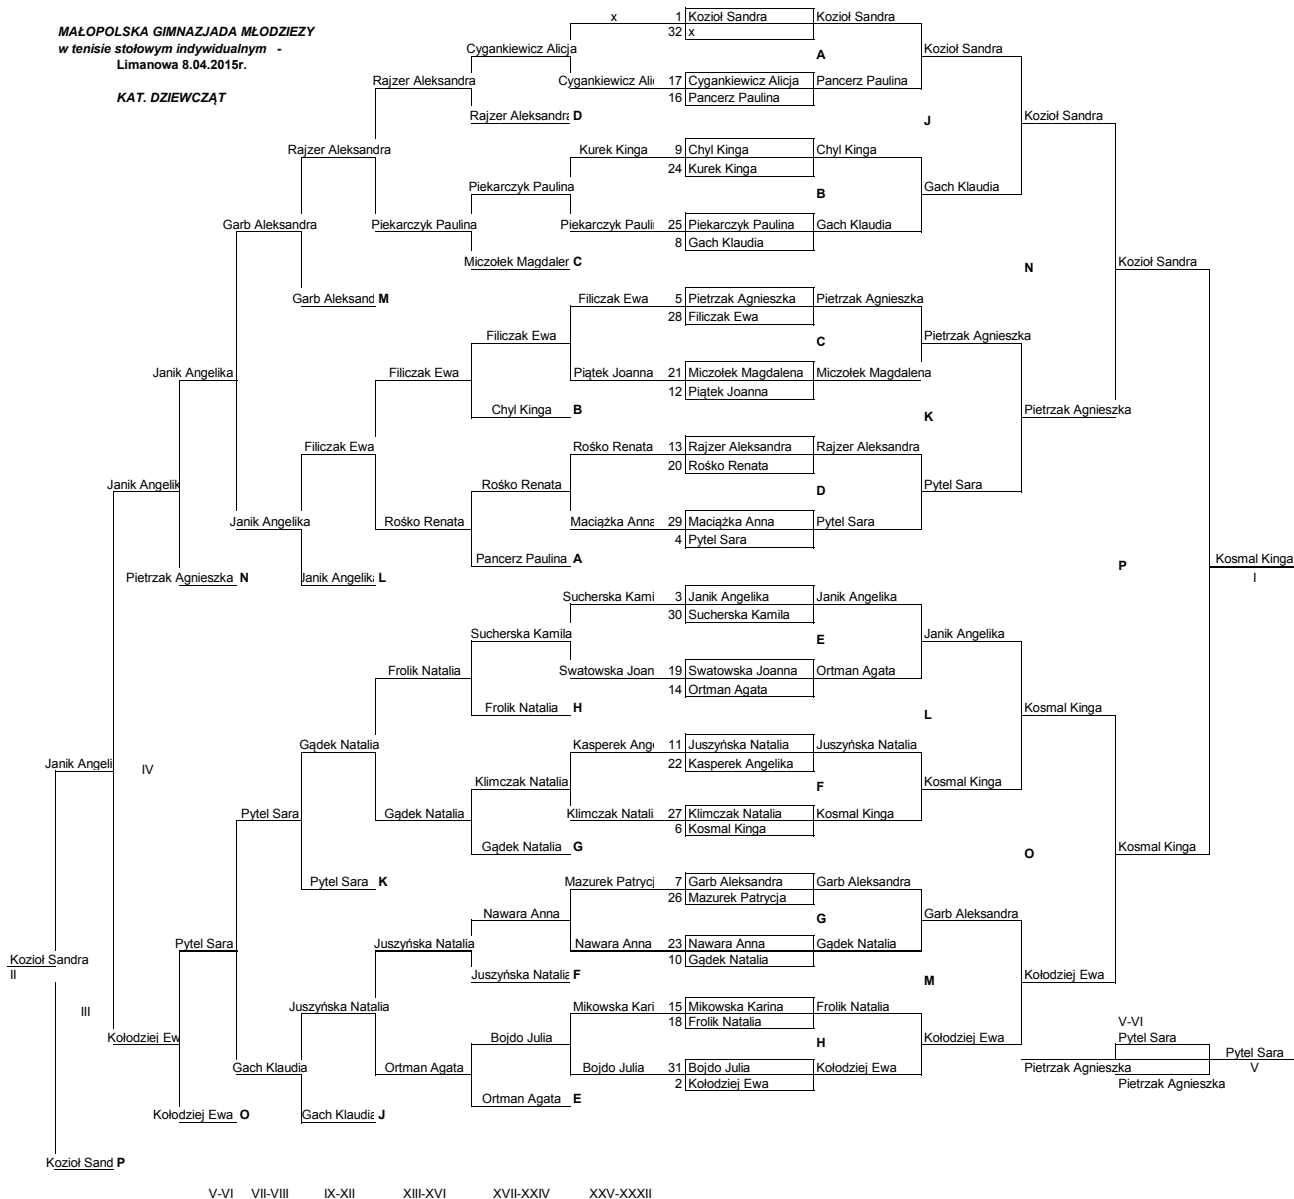 x 1 Kozioł Sandra Kozioł Sandra
MAŁOPOLSKA GIMNAZJADA MŁODZIEZY
32 x
w tenisie stołowym indywidualnym -
Cygankiewicz Alicja A Kozioł Sandra
Limanowa 8.04.2015r.
Rajzer Aleksandra Cygankiewicz Ali 17 Cygankiewicz Alicja Pancerz Paulina
KAT. DZIEWCZĄT
16 Pancerz Paulina
Rajzer Aleksandra D J Kozioł Sandra
Rajzer Aleksandra Kurek Kinga 9 Chyl Kinga Chyl Kinga
24 Kurek Kinga
Piekarczyk Paulina B Gach Klaudia
Garb Aleksandra Piekarczyk Paulina Piekarczyk Pauli 25 Piekarczyk Paulina Gach Klaudia
8 Gach Klaudia
Miczołek Magdaler C N Kozioł Sandra
Garb Aleksand M Filiczak Ewa 5 Pietrzak Agnieszka Pietrzak Agnieszka
28 Filiczak Ewa
Filiczak Ewa C Pietrzak Agnieszka
Janik Angelika Filiczak Ewa Piątek Joanna 21 Miczołek Magdalena Miczołek Magdalena
12 Piątek Joanna
Chyl Kinga B K Pietrzak Agnieszka
Filiczak Ewa Rośko Renata 13 Rajzer Aleksandra Rajzer Aleksandra
20 Rośko Renata
Janik Angelik Rośko Renata D Pytel Sara
Janik Angelika Rośko Renata Maciążka Anna 29 Maciążka Anna Pytel Sara
4 Pytel Sara
Pancerz Paulina A P Kosmal Kinga
Pietrzak Agnieszka N Janik Angelika L I
Sucherska Kami 3 Janik Angelika Janik Angelika
30 Sucherska Kamila
Sucherska Kamila E Janik Angelika
Frolik Natalia Swatowska Joan 19 Swatowska Joanna Ortman Agata
14 Ortman Agata
Frolik Natalia H L Kosmal Kinga
Gądek Natalia Kasperek Ang 11 Juszyńska Natalia Juszyńska Natalia
Janik Angeli IV 22 Kasperek Angelika
Klimczak Natalia F Kosmal Kinga
Pytel Sara Gądek Natalia Klimczak Natali 27 Klimczak Natalia Kosmal Kinga
6 Kosmal Kinga
Gądek Natalia G O Kosmal Kinga
Pytel Sara K Mazurek Patrycj 7 Garb Aleksandra Garb Aleksandra
26 Mazurek Patrycja
Nawara Anna G Garb Aleksandra
Pytel Sara Juszyńska Natalia Nawara Anna 23 Nawara Anna Gądek Natalia
Kozioł Sandra 10 Gądek Natalia
II Juszyńska Natalia F M Kołodziej Ewa
III Juszyńska Natalia Mikowska Kari 15 Mikowska Karina Frolik Natalia
18 Frolik Natalia V-VI
Kołodziej Ew Bojdo Julia H Kołodziej Ewa Pytel Sara
Pytel Sara
Gach Klaudia Ortman Agata Bojdo Julia 31 Bojdo Julia Kołodziej Ewa Pietrzak Agnieszka V
2 Kołodziej Ewa Pietrzak Agnieszka
Ortman Agata E
Kołodziej Ewa O Gach Klaudia J
Kozioł Sand P
V-VI VII-VIII IX-XII XIII-XVI XVII-XXIV XXV-XXXII